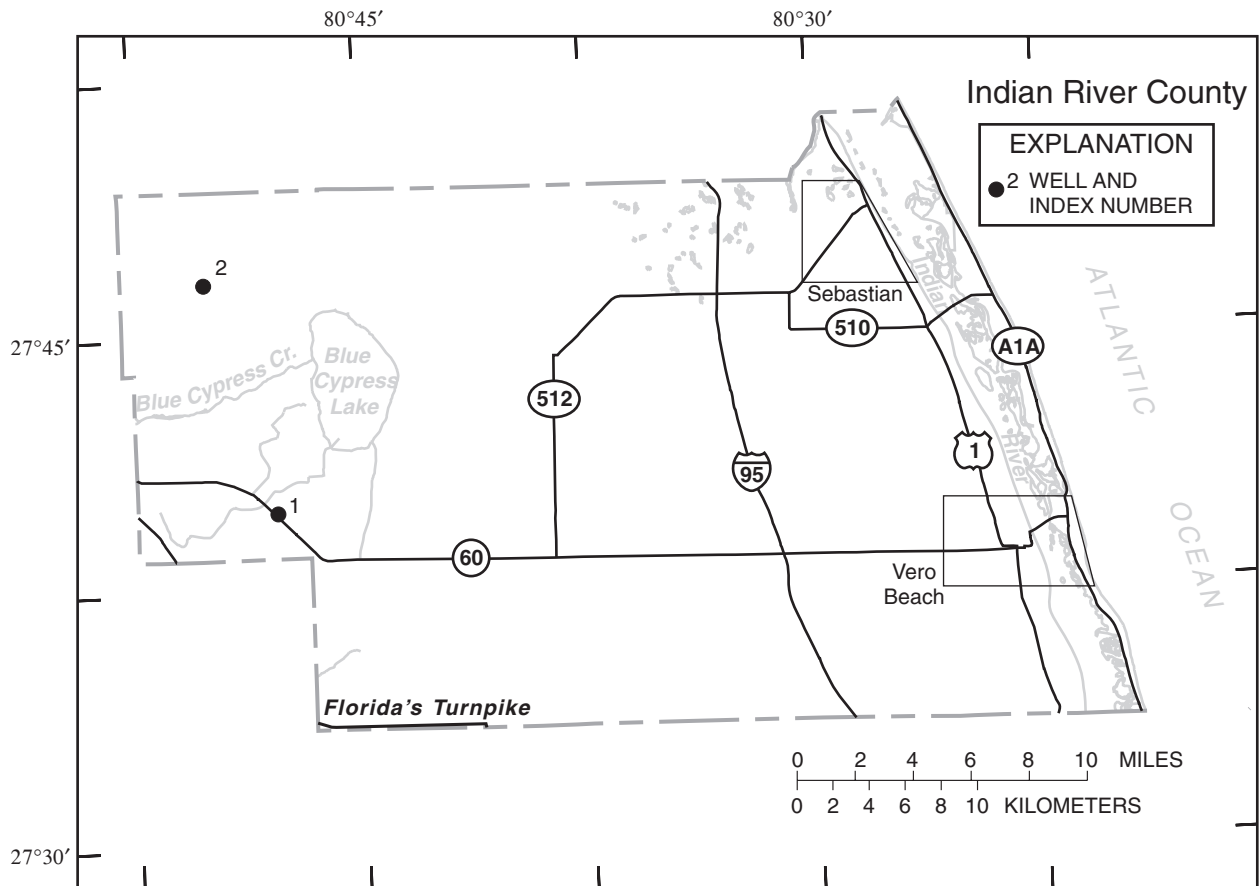 80°45′
80°30′
Indian River County
EXPLANATION
2 WELL AND
INDEX NUMBER
2
Sebastian
Indian
River
ATLANTIC
OCEAN
510
A1A
27°45′
Blue Cypress Cr.
Blue
Cypress
Lake
512
95
1
1
60
Vero
Beach
Florida's Turnpike
0 2 4 6 8 10 MILES
0 2 4 6 8 10 KILOMETERS
27°30′